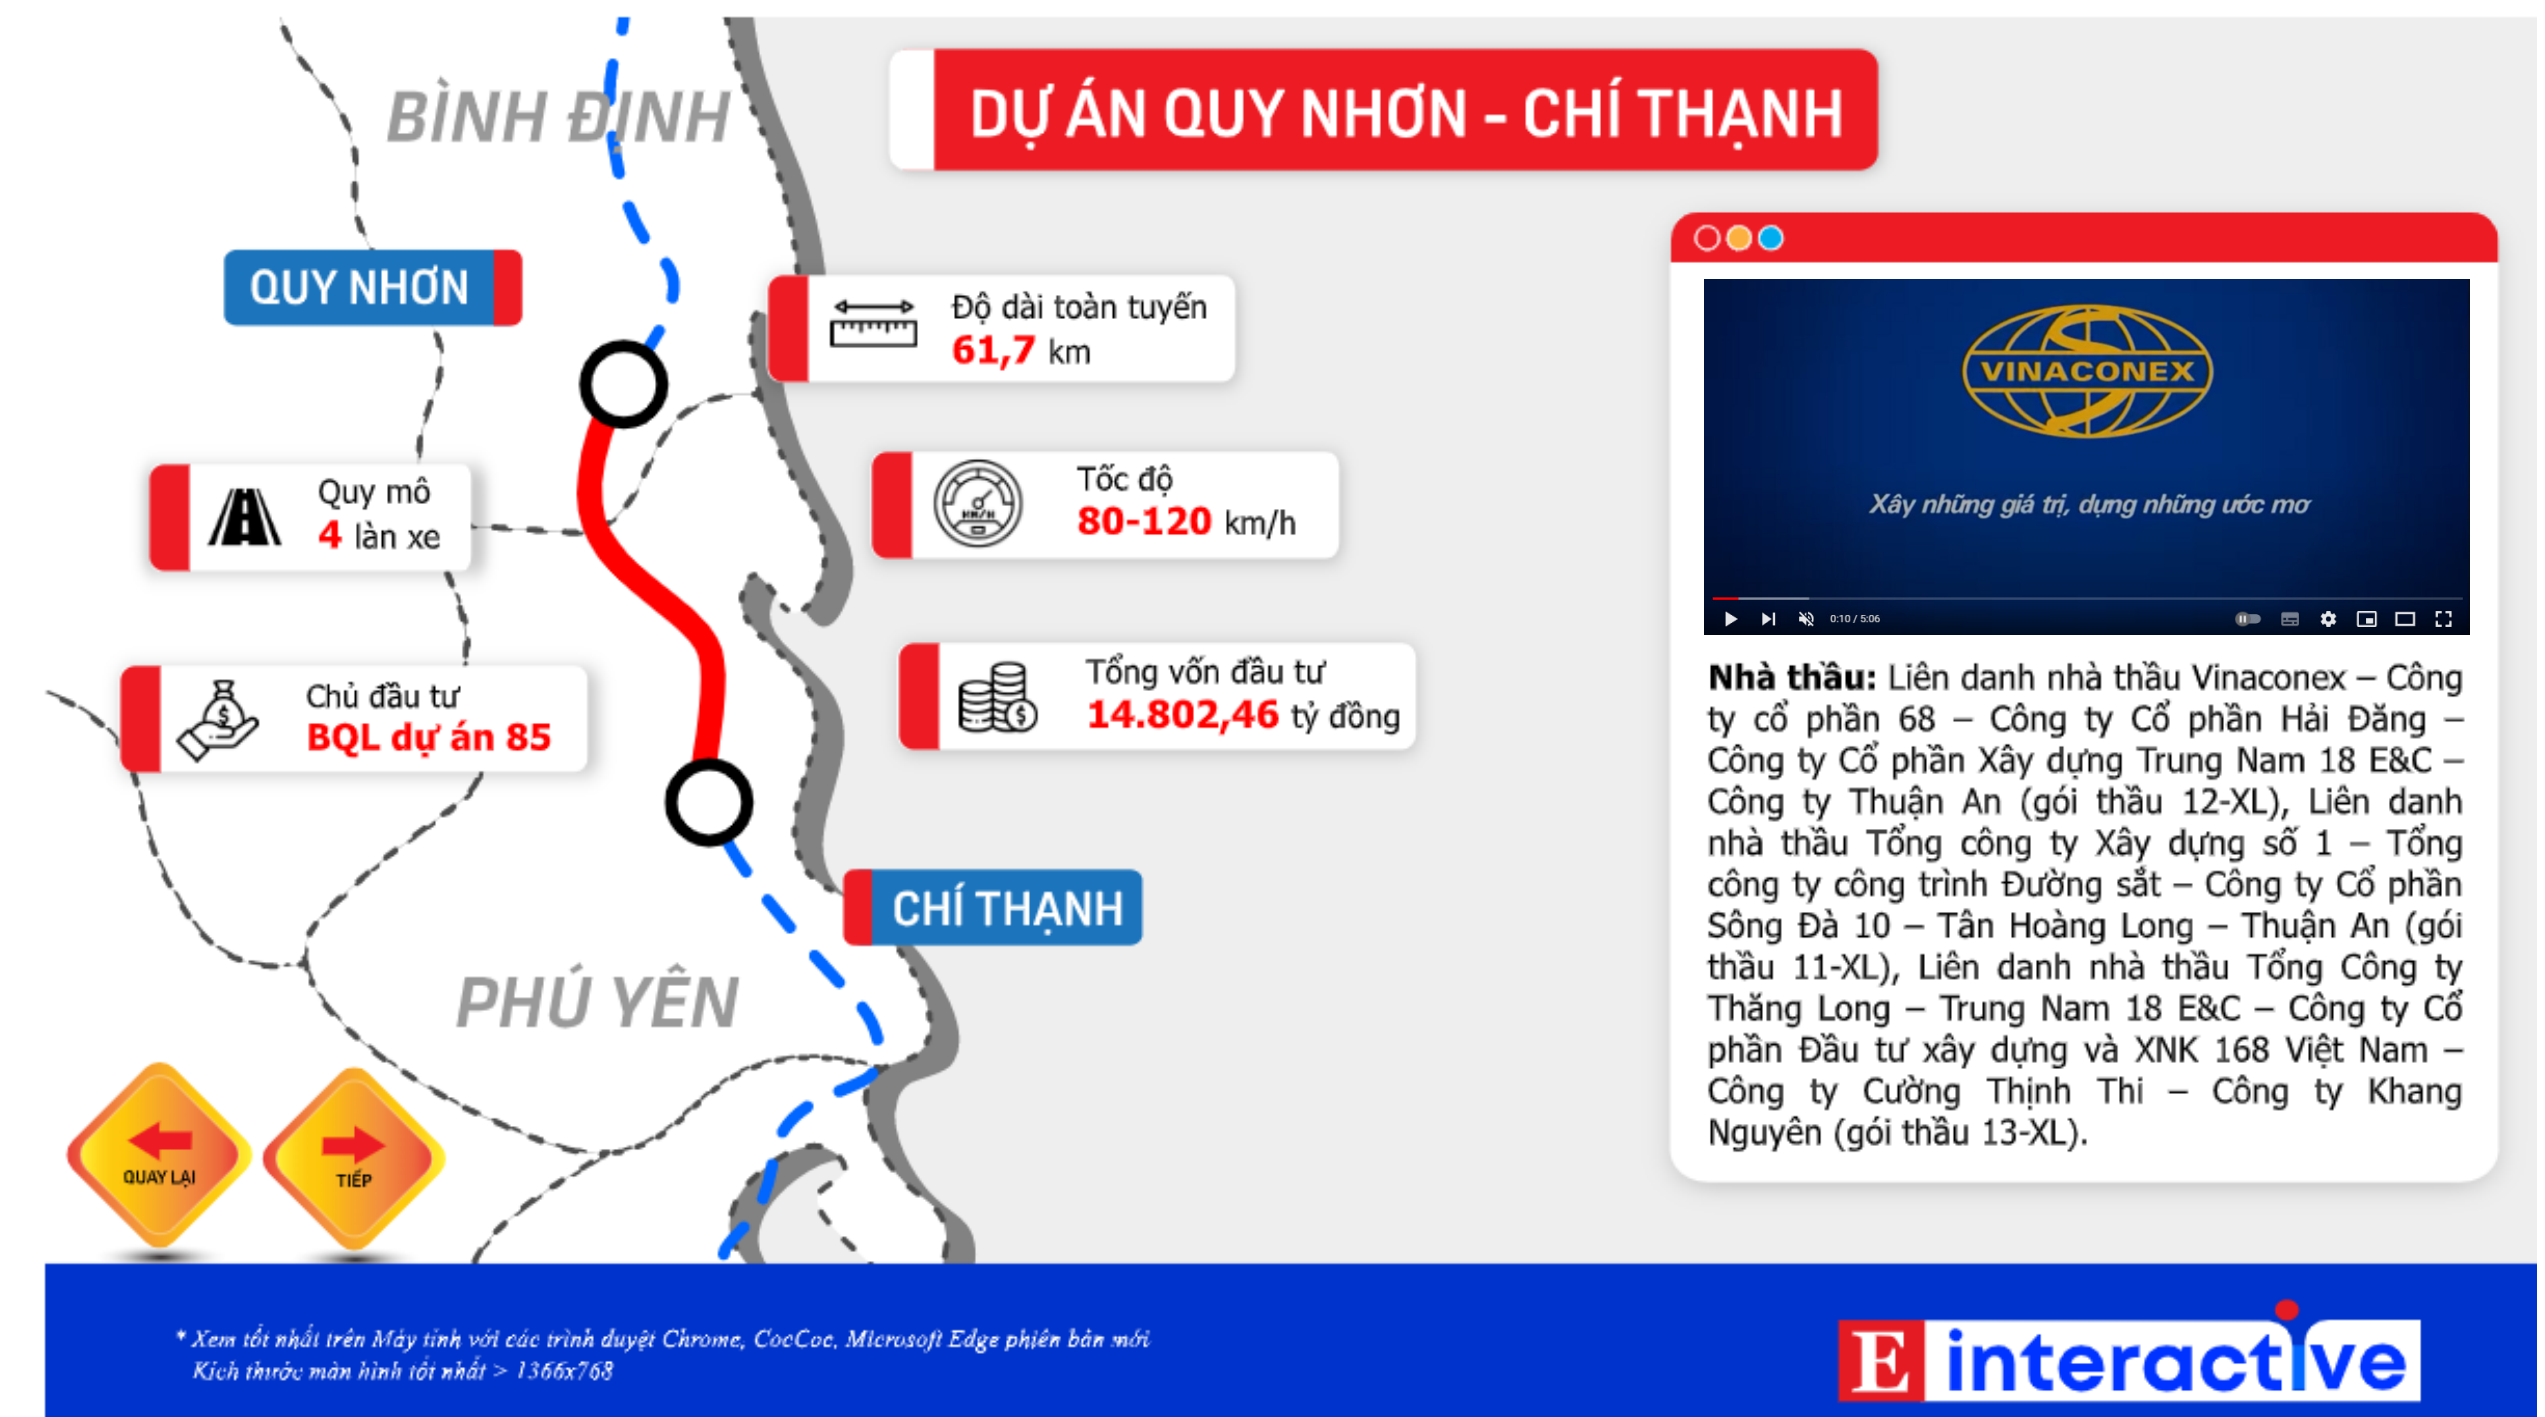 BÌNH ĐỊNH
DỰ ÁN QUY NHƠN - CHÍ THẠNH
QUY NHƠN
Độ dài toàn tuyến
61,7 km
Quy mô
4 làn xe
Tốc độ
80-120 km/h
KM/H
Chủ đầu tư
BQL dự án 85
Tổng vốn đầu tư
14.802,46 tỷ đồng
CHÍ THẠNH
PHÚ YÊN
VINACONEX
Xây những giá trị, dựng những ước mơ
0:10 / 5:06
Nhà thầu: Liên danh nhà thầu Vinaconex – Công
ty cổ phần 68 – Công ty Cổ phần Hải Đăng –
Công ty Cổ phần Xây dựng Trung Nam 18 E&C –
Công ty Thuận An (gói thầu 12-XL), Liên danh
nhà thầu Tổng công ty Xây dựng số 1 – Tổng
công ty công trình Đường sắt – Công ty Cổ phần
Sông Đà 10 – Tân Hoàng Long – Thuận An (gói
thầu 11-XL), Liên danh nhà thầu Tổng Công ty
Thăng Long – Trung Nam 18 E&C – Công ty Cổ
phần Đầu tư xây dựng và XNK 168 Việt Nam –
Công ty Cường Thịnh Thi – Công ty Khang
Nguyên (gói thầu 13-XL).
QUAY LẠI
TIẾP
* Xem tốt nhất trên Máy tính với các trình duyệt Chrome, CocCoc, Microsoft Edge phiên bản mới
Kích thước màn hình tối nhất > 1366x768
E interactive